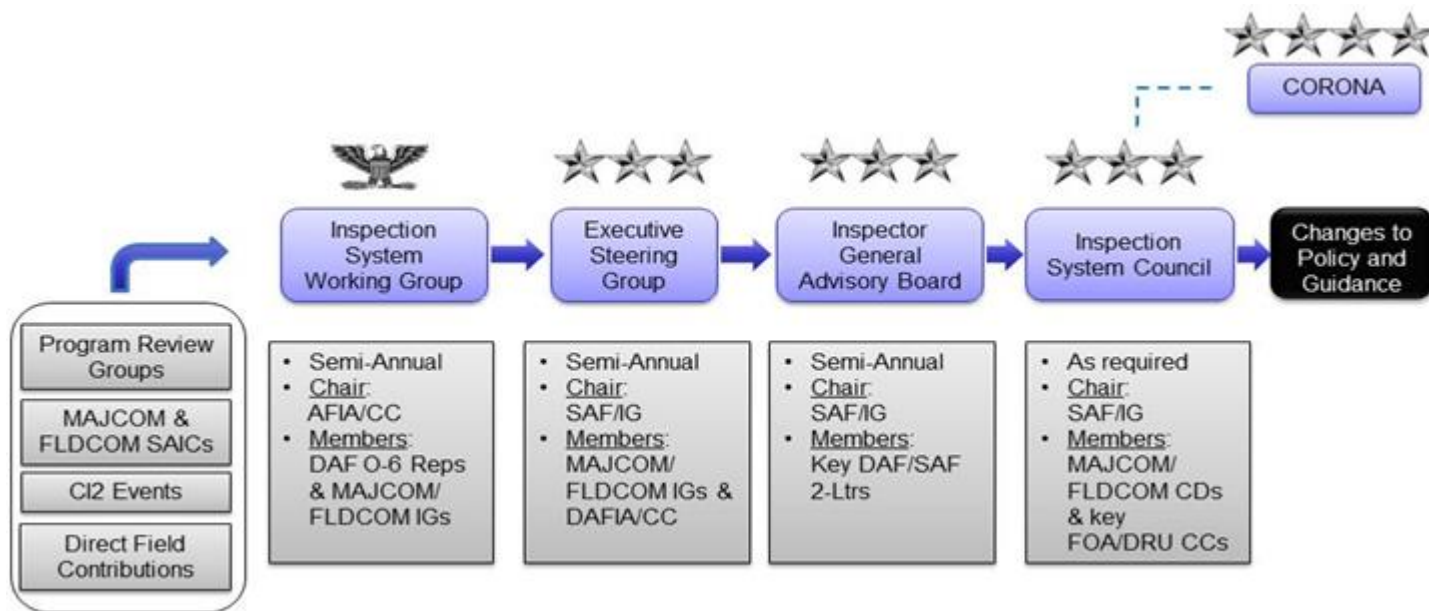 CORONA
Inspection
System
Working Group
Executive
Steering
Group
Inspector
General
Advisory Board
Inspection
System Council
Changes to
Policy and
Guidance
Program Review
Groups
MAJCOM &
FLDCOM SAICs
CI2 Events
Direct Field
Contributions
• Semi-Annual
• Chair:
AFIA/CC
• Members:
DAF O-6 Reps
& MAJCOM/
FLDCOM IGs
• Semi-Annual
• Chair:
SAF/IG
• Members:
MAJCOM/
FLDCOM IGs &
DAFIA/CC
• Semi-Annual
• Chair:
SAF/IG
• Members:
Key DAF/SAF
2-Ltrs
• As required
• Chair:
SAF/IG
• Members:
MAJCOM/
FLDCOM CDs
& key
FOA/DRU CCs